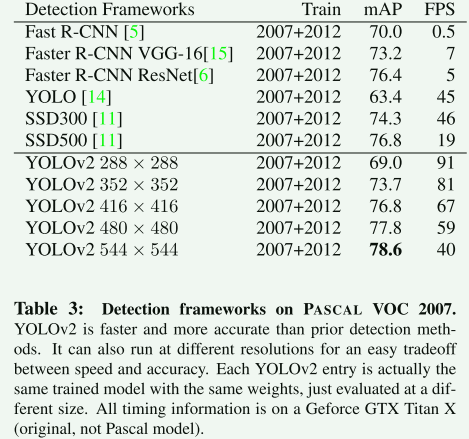 Detection Frameworks Train mAP FPS
Fast R-CNN [5] 2007+2012 70.0 0.5
Faster R-CNN VGG-16[15] 2007+2012 73.2 7
Faster R-CNN ResNet[6] 2007+2012 76.4 5
YOLO [14] 2007+2012 63.4 45
SSD300 [11] 2007+2012 74.3 46
SSD500 [11] 2007+2012 76.8 19
YOLOv2 288 × 288 2007+2012 69.0 91
YOLOv2 352 × 352 2007+2012 73.7 81
YOLOv2 416 × 416 2007+2012 76.8 67
YOLOv2 480 × 480 2007+2012 77.8 59
YOLOv2 544 × 544 2007+2012 78.6 40
Table 3: Detection frameworks on PASCAL VOC 2007.
YOLOv2 is faster and more accurate than prior detection meth-
ods. It can also run at different resolutions for an easy tradeoff
between speed and accuracy. Each YOLOv2 entry is actually the
same trained model with the same weights, just evaluated at a dif-
ferent size. All timing information is on a Geforce GTX Titan X
(original, not Pascal model).